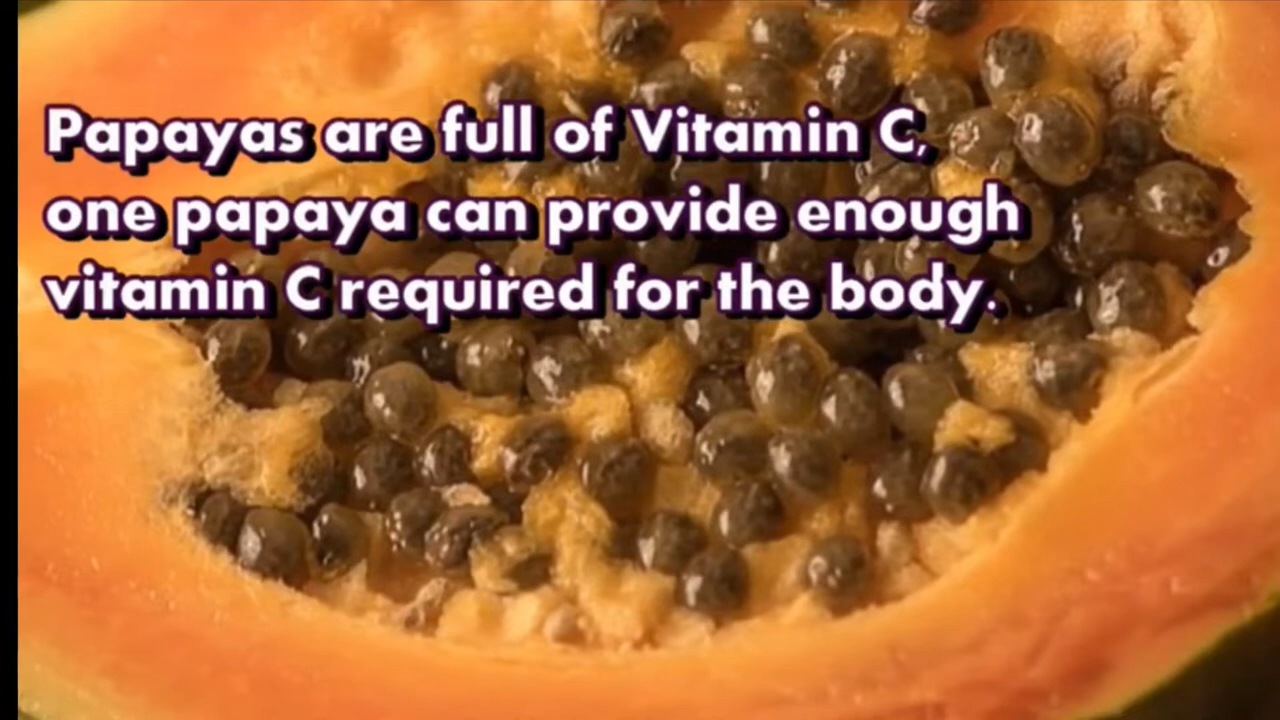 Papayas are full of Vitamin C,
one papaya can provide enough
vitamin C required for the body.